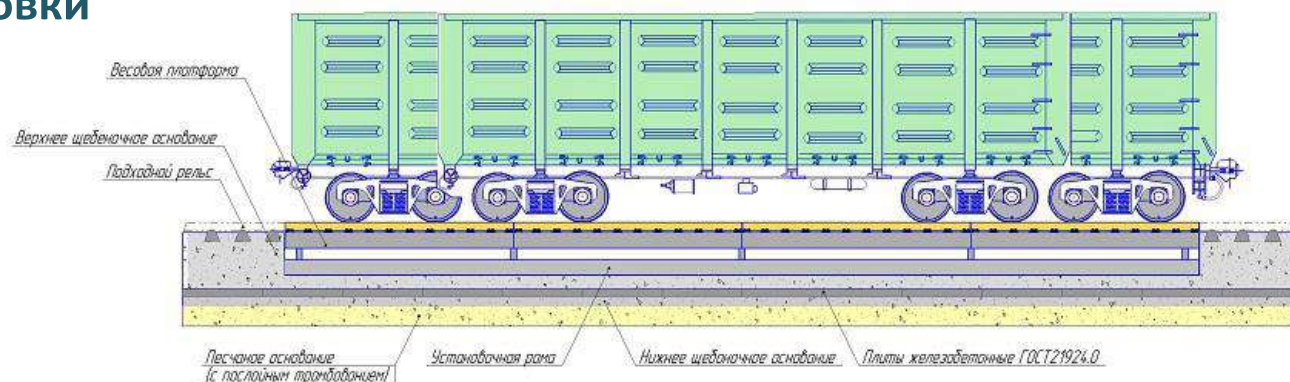 овки
Весовая платформа
Верхнее щебеночное основание
Подходной рельс
Песчаное основание
(с послойным трамбованием)
Установочная рама
Нижнее щебеночное основание
Плиты железобетонные ГОСТ21924.0